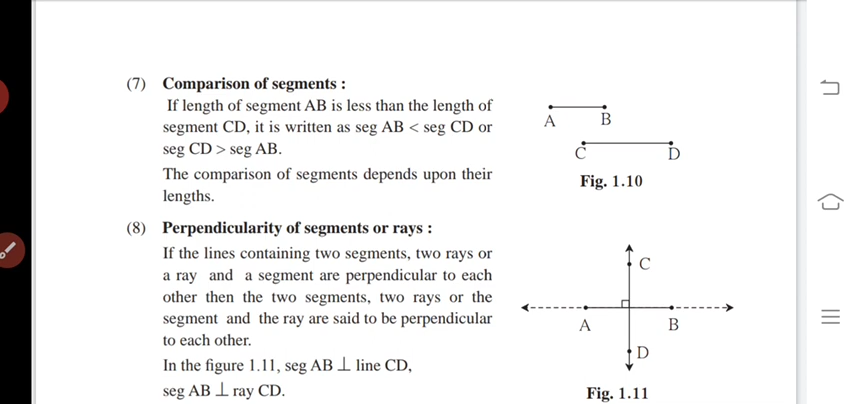 (7) Comparison of segments :
If length of segment AB is less than the length of
segment CD, it is written as seg AB < seg CD or
seg CD > seg AB.
The comparison of segments depends upon their
lengths.
A B
C D
Fig. 1.10
(8) Perpendicularity of segments or rays :
If the lines containing two segments, two rays or
a ray and a segment are perpendicular to each
other then the two segments, two rays or the
segment and the ray are said to be perpendicular
to each other.
In the figure 1.11, seg AB ⊥ line CD,
seg AB ⊥ ray CD.
C
A B
D
Fig. 1.11